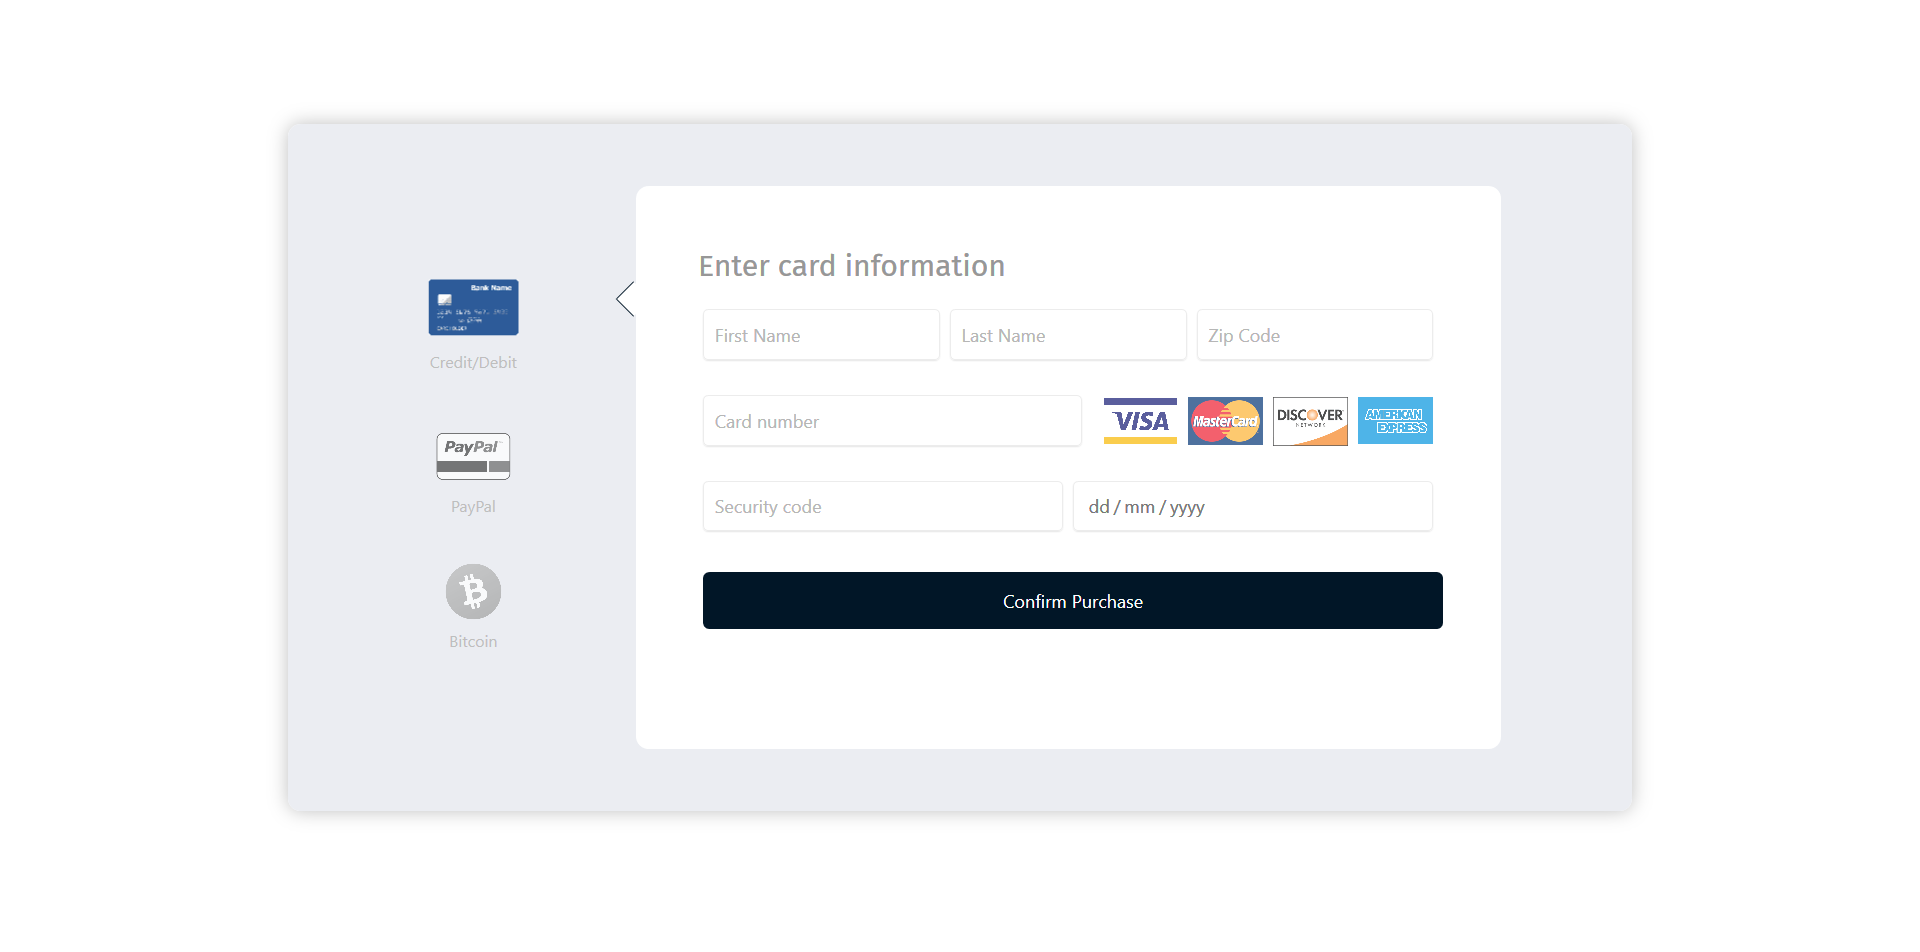 Bank Name
Credit/Debit
PayPal
PayPal
Bitcoin
Enter card information
First Name
Last Name
Zip Code
Card number
VISA
MasterCard
DISCOVER
NETWORK
AMERICAN
EXPRESS
Security code
dd / mm / yyyy
Confirm Purchase